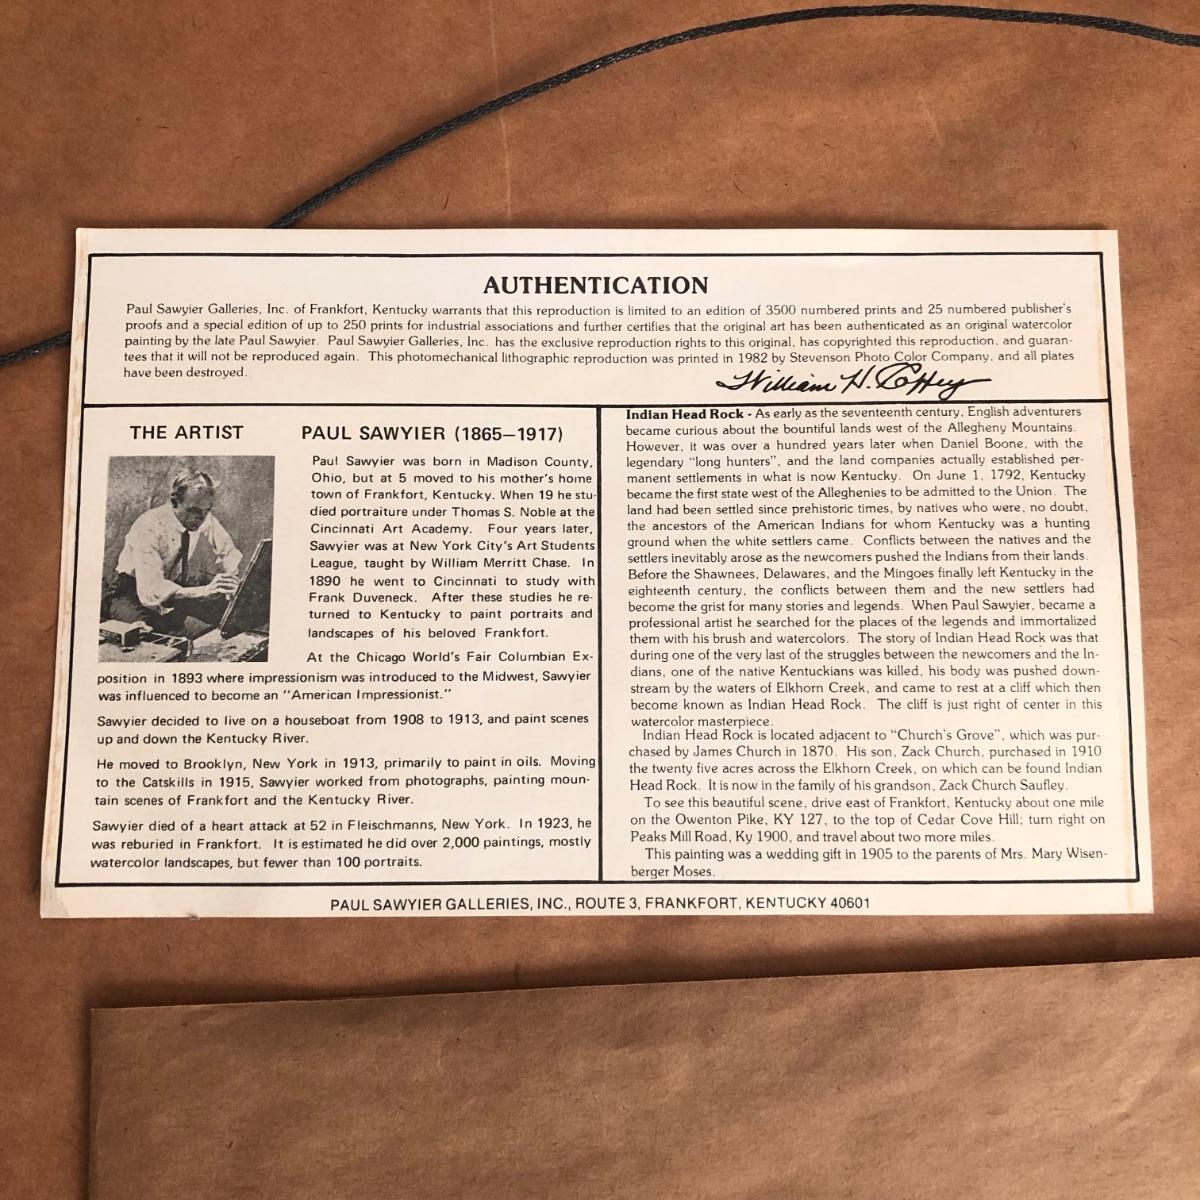 AUTHENTICATION
Paul Sawyier Galleries, Inc. of Frankfort, Kentucky warrants that this reproduction is limited to an edition of 3500 numbered prints and 25 numbered publisher's
proofs and a special edition of up to 250 prints for industrial associations and further certifies that the original art has been authenticated as an original watercolor
painting by the late Paul Sawyier. Paul Sawyier Galleries, Inc. has the exclusive reproduction rights to this original, has copyrighted this reproduction, and guaran-
tees that it will not be reproduced again. This photomechanical lithographic reproduction was printed in 1982 by Stevenson Photo Color Company, and all plates
have been destroyed.
William H. Coffey
THE ARTIST PAUL SAWYIER (1865—1917)
Paul Sawyier was born in Madison County,
Ohio, but at 5 moved to his mother's home
town of Frankfort, Kentucky. When 19 he stu-
died portraiture under Thomas S. Noble at the
Cincinnati Art Academy. Four years later,
Sawyier was at New York City's Art Students
League, taught by William Merritt Chase. In
1890 he went to Cincinnati to study with
Frank Duveneck. After these studies he re-
turned to Kentucky to paint portraits and
landscapes of his beloved Frankfort.
At the Chicago World's Fair Columbian Ex-
position in 1893 where impressionism was introduced to the Midwest, Sawyier
was influenced to become an "American Impressionist."
Sawyier decided to live on a houseboat from 1908 to 1913, and paint scenes
up and down the Kentucky River.
He moved to Brooklyn, New York in 1913, primarily to paint in oils. Moving
to the Catskills in 1915, Sawyier worked from photographs, painting moun-
tain scenes of Frankfort and the Kentucky River.
Sawyier died of a heart attack at 52 in Fleischmanns, New York. In 1923, he
was reburied in Frankfort. It is estimated he did over 2,000 paintings, mostly
watercolor landscapes, but fewer than 100 portraits.
Indian Head Rock - As early as the seventeenth century, English adventurers
became curious about the bountiful lands west of the Allegheny Mountains.
However, it was over a hundred years later when Daniel Boone, with the
legendary "long hunters", and the land companies actually established per-
manent settlements in what is now Kentucky. On June 1, 1792, Kentucky
became the first state west of the Alleghenies to be admitted to the Union. The
land had been settled since prehistoric times, by natives who were, no doubt,
the ancestors of the American Indians for whom Kentucky was a hunting
ground when the white settlers came. Conflicts between the natives and the
settlers inevitably arose as the newcomers pushed the Indians from their lands.
Before the Shawnees, Delawares, and the Mingoes finally left Kentucky in the
eighteenth century, the conflicts between them and the new settlers had
become the grist for many stories and legends. When Paul Sawyier, became a
professional artist he searched for the places of the legends and immortalized
them with his brush and watercolors. The story of Indian Head Rock was that
during one of the very last of the struggles between the newcomers and the In-
dians, one of the native Kentuckians was killed, his body was pushed down-
stream by the waters of Elkhorn Creek, and came to rest at a cliff which then
become known as Indian Head Rock. The cliff is just right of center in this
watercolor masterpiece.
Indian Head Rock is located adjacent to "Church's Grove", which was pur-
chased by James Church in 1870. His son, Zack Church, purchased in 1910
the twenty five acres across the Elkhorn Creek, on which can be found Indian
Head Rock. It is now in the family of his grandson, Zack Church Saufley.
To see this beautiful scene, drive east of Frankfort, Kentucky about one mile
on the Owenton Pike, KY 127, to the top of Cedar Cove Hill; turn right on
Peaks Mill Road, Ky 1900, and travel about two more miles.
This painting was a wedding gift in 1905 to the parents of Mrs. Mary Wisen-
berger Moses.
PAUL SAWYIER GALLERIES, INC., ROUTE 3, FRANKFORT, KENTUCKY 40601